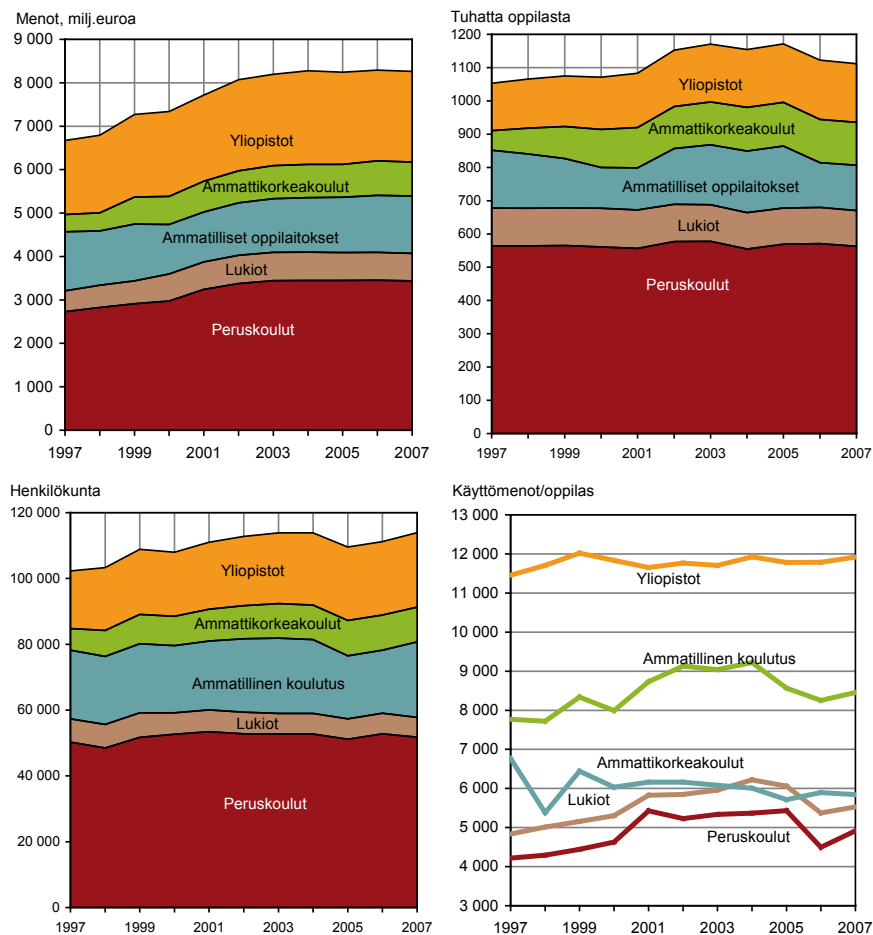 Menot, milj.euroa
9 000
8 000
7 000
6 000
5 000
4 000
3 000
2 000
1 000
0
Yliopistot
Ammattikorkeakoulut
Ammatilliset oppilaitokset
Lukiot
Peruskoulut
1997 1999 2001 2003 2005 2007
Tuhatta oppilasta
1200
1100
1000
900
800
700
600
500
400
300
200
100
0
Yliopistot
Ammattikorkeakoulut
Ammatilliset oppilaitokset
Lukiot
Peruskoulut
1997 1999 2001 2003 2005 2007
Henkilökunta
120 000
100 000
80 000
60 000
40 000
20 000
0
Yliopistot
Ammattikorkeakoulut
Ammatillinen koulutus
Lukiot
Peruskoulut
1997 1999 2001 2003 2005 2007
Käyttömenot/oppilas
13 000
12 000
11 000
10 000
9 000
8 000
7 000
6 000
5 000
4 000
3 000
Yliopistot
Ammatillinen koulutus
Ammattikorkeakoulut
Lukiot
Peruskoulut
1997 1999 2001 2003 2005 2007